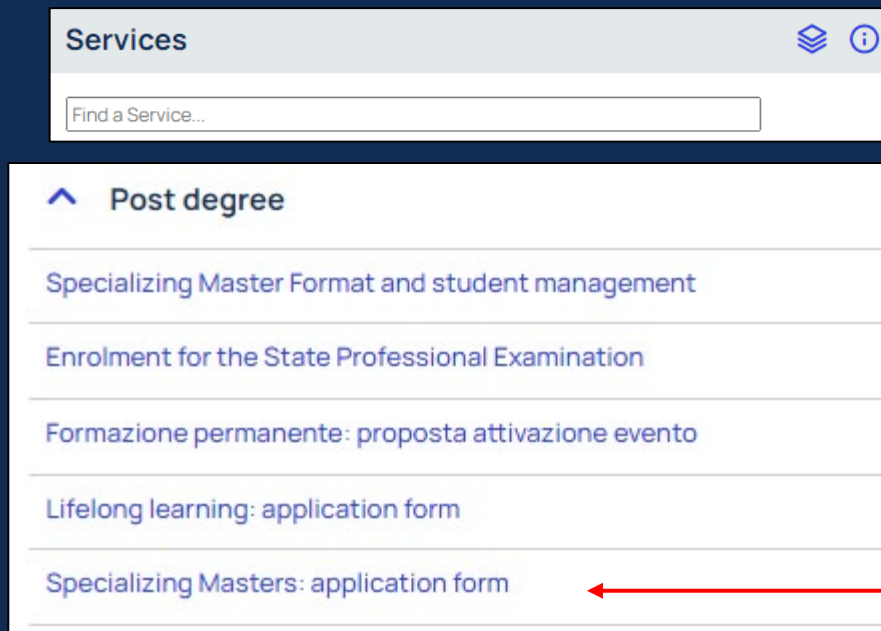 Services
Find a Service...
Post degree
Specializing Master Format and student management
Enrolment for the State Professional Examination
Formazione permanente: proposta attivazione evento
Lifelong learning: application form
Specializing Masters: application form